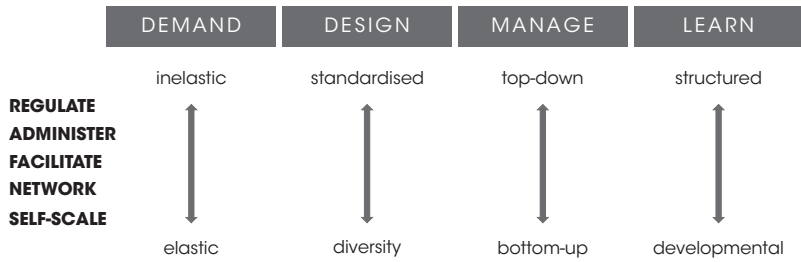 DEMAND DESIGN MANAGE LEARN
inelastic standardised top-down structured
REGULATE
ADMINISTER
FACILITATE
NETWORK
SELF-SCALE
elastic diversity bottom-up developmental